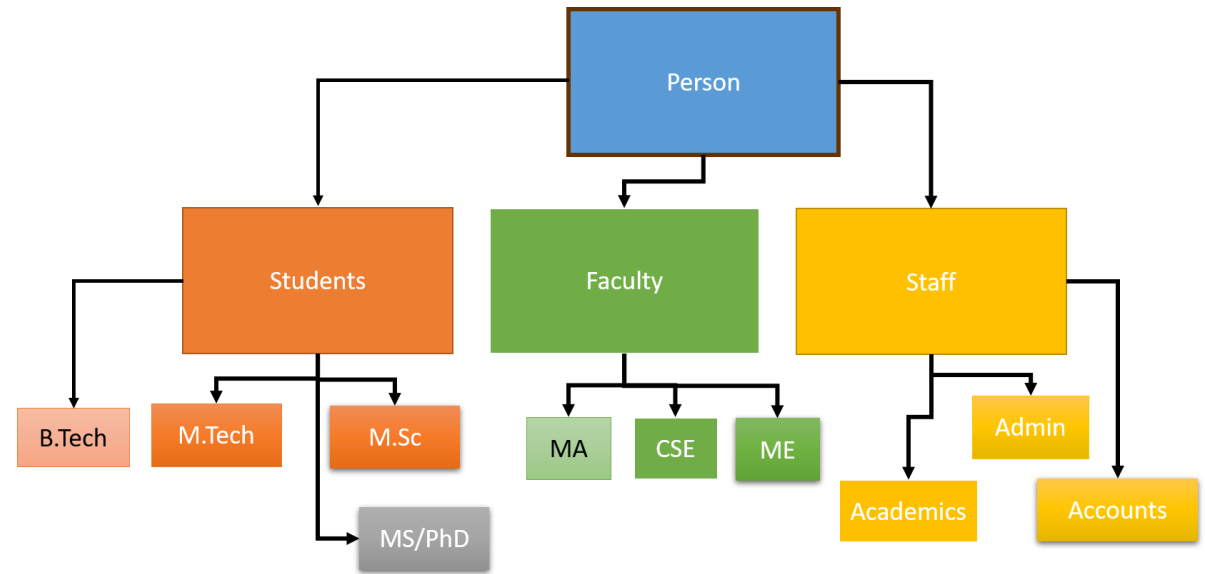 Person
Students
Faculty
Staff
B.Tech
M.Tech
M.Sc
MA
CSE
ME
Admin
Academics
Accounts
MS/PhD